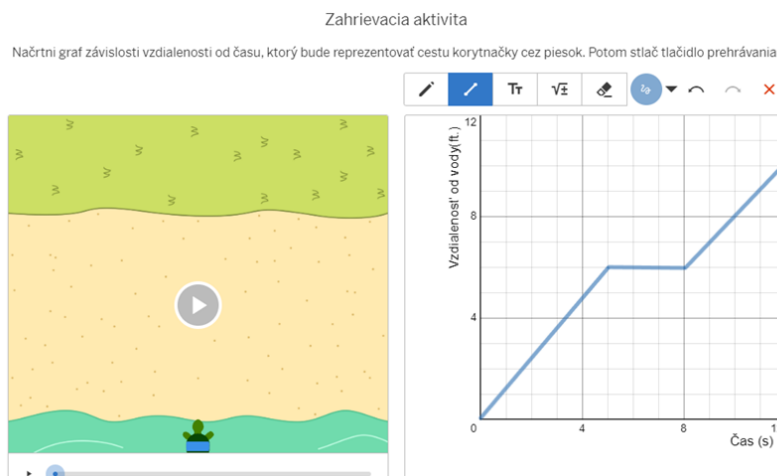 Zahrievacia aktivita
Načrtni graf závislosti vzdialenosti od času, ktorý bude reprezentovať cestu korytnačky cez piesok. Potom stlač tlačidlo prehrávania
Tт
√±
12
8
4
Vzdialenosť od vody(ft.)
0
4
8
1
Čas (s)